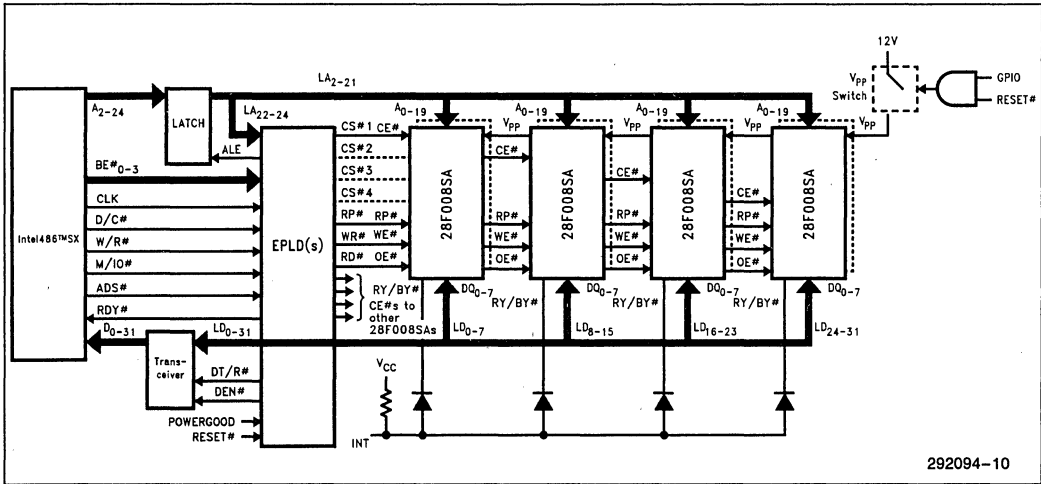 12V
V_PP
Switch
GPIO
RESET#
LA2-21
A2-24
LATCH
LA22-24
ALE
BE#0-3
CLK
D/C#
W/R#
M/IO#
ADS#
RDY#
D0-31
LD0-31
Intel486™SX
EPLD(s)
CS#1 CE#
CS#2
CS#3
CS#4
RP# RP#
WR# WE#
RD# OE#
RY/BY#
CE#s to
other
28F008SAs
A0-19
VPP
28F008SA
CE#
RP#
WE#
OE#
DQ0-7
LD0-7
A0-19
VPP
28F008SA
CE#
RP#
WE#
OE#
RY/BY#
DQ0-7
LD8-15
A0-19
VPP
28F008SA
CE#
RP#
WE#
OE#
RY/BY#
DQ0-7
LD16-23
A0-19
VPP
28F008SA
RY/BY#
DQ0-7
LD24-31
Trans-
ceiver
DT/R#
DEN#
POWERGOOD
RESET#
VCC
INT
292094-10